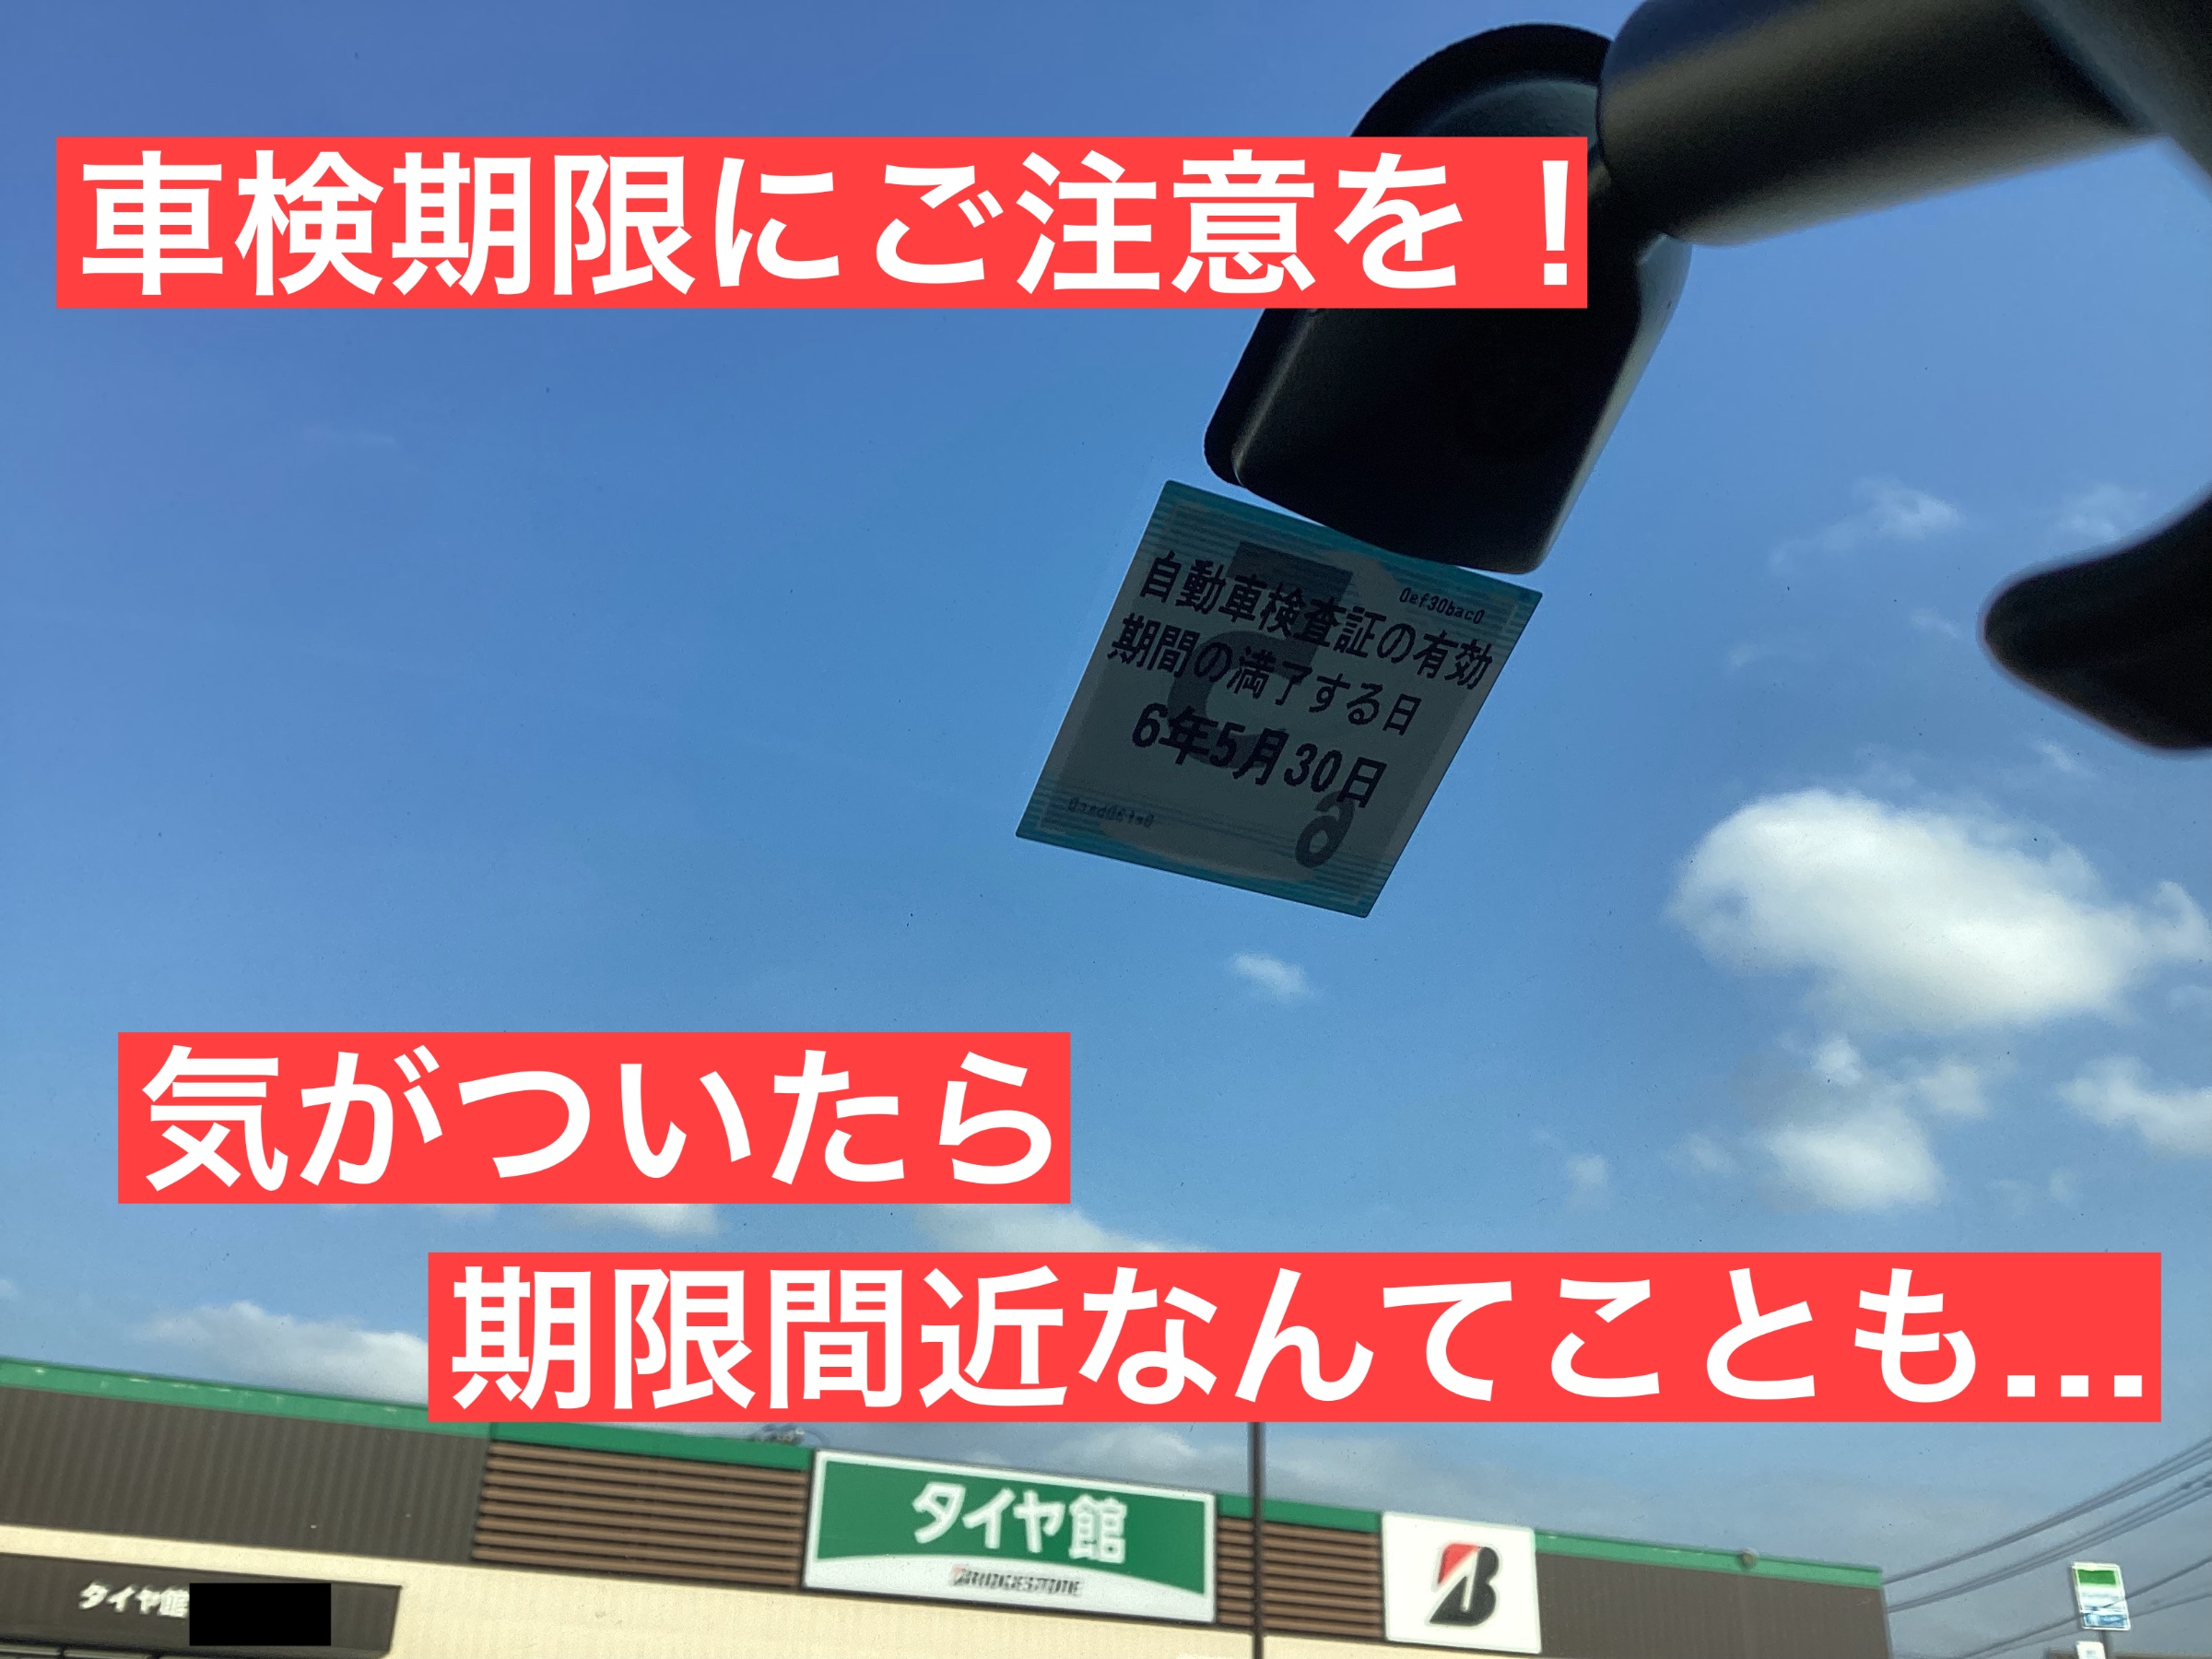 車検期限にご注意を！
0ef30bac0
自動車検査証の有効
期間の満了する日
6年5月30日
6
気がついたら
期限間近なんてことも...
タイヤ館
BRIDGESTONE
B
タイヤ館